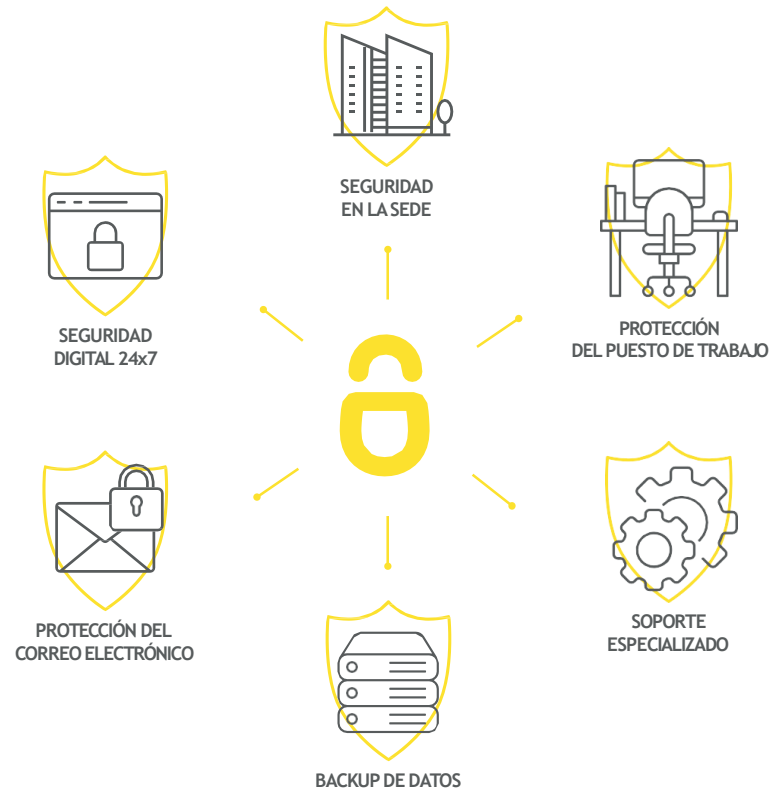 SEGURIDAD
EN LA SEDE
PROTECCIÓN
DEL PUESTO DE TRABAJO
SEGURIDAD
DIGITAL 24x7
SOPORTE
ESPECIALIZADO
PROTECCIÓN DEL
CORREO ELECTRÓNICO
BACKUP DE DATOS